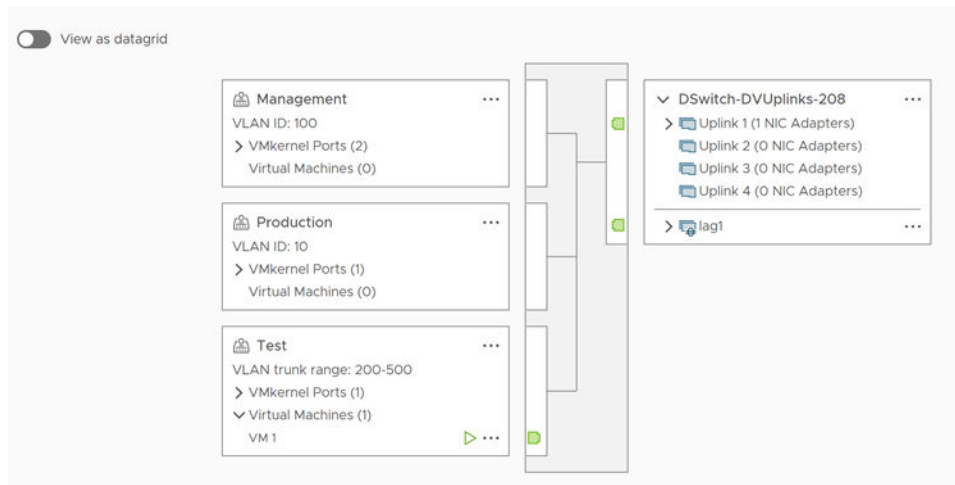 View as datagrid
Management
VLAN ID: 100
VMkernel Ports (2)
Virtual Machines (0)
Production
VLAN ID: 10
VMkernel Ports (1)
Virtual Machines (0)
Test
VLAN trunk range: 200-500
VMkernel Ports (1)
Virtual Machines (1)
VM 1
DSwitch-DVUplinks-208
Uplink 1 (1 NIC Adapters)
Uplink 2 (0 NIC Adapters)
Uplink 3 (0 NIC Adapters)
Uplink 4 (0 NIC Adapters)
lag1